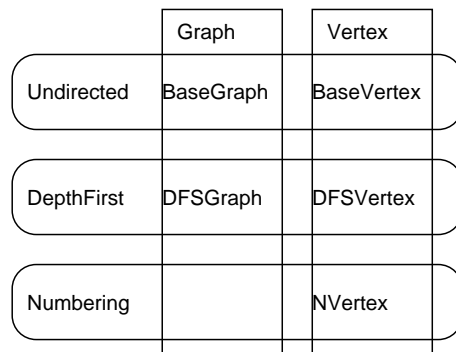 Graph Vertex
Undirected BaseGraph BaseVertex
DepthFirst DFSGraph DFSVertex
Numbering NVertex